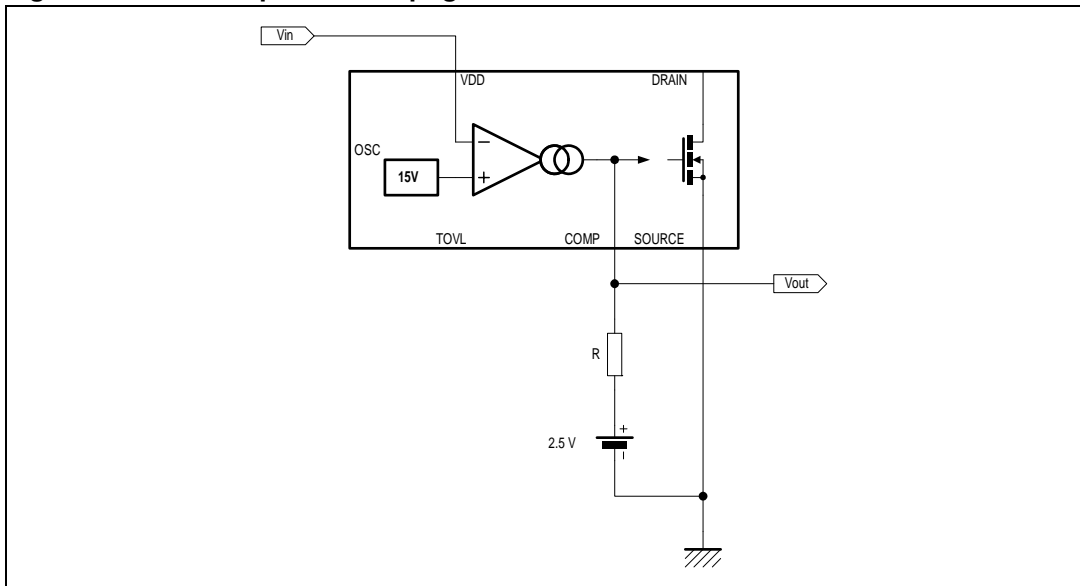 Vin
VDD
DRAIN
OSC
15V
−
+
TOVL
COMP
SOURCE
Vout
R
2.5 V
+
−